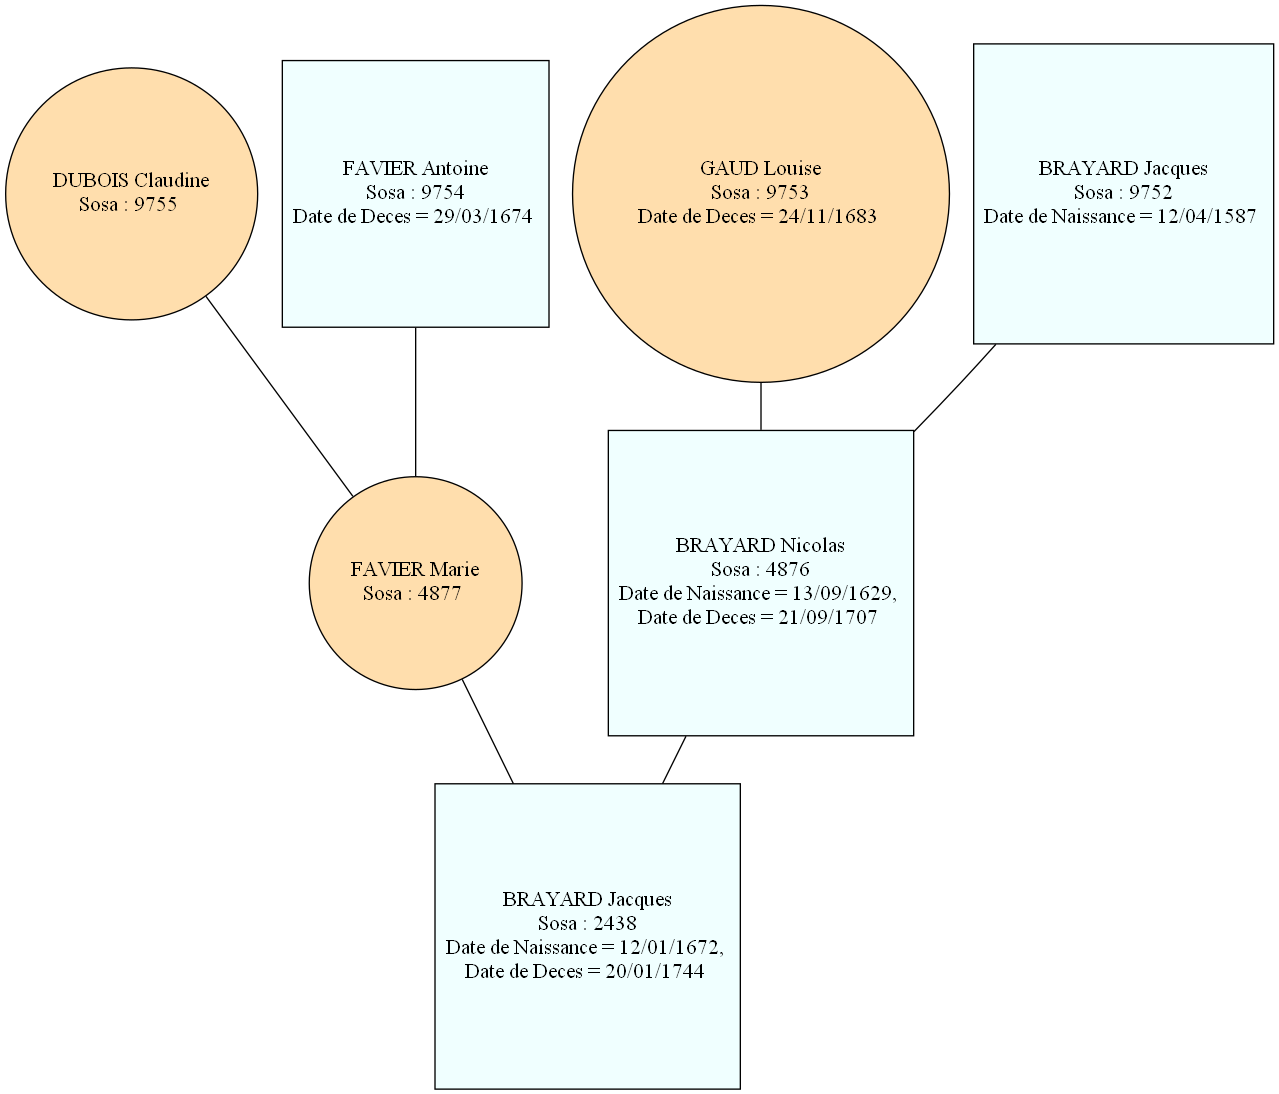 DUBOIS Claudine
Sosa : 9755
FAVIER Antoine
Sosa : 9754
Date de Deces = 29/03/1674
GAUD Louise
Sosa : 9753
Date de Deces = 24/11/1683
BRAYARD Jacques
Sosa : 9752
Date de Naissance = 12/04/1587
FAVIER Marie
Sosa : 4877
BRAYARD Nicolas
Sosa : 4876
Date de Naissance = 13/09/1629,
Date de Deces = 21/09/1707
BRAYARD Jacques
Sosa : 2438
Date de Naissance = 12/01/1672,
Date de Deces = 20/01/1744